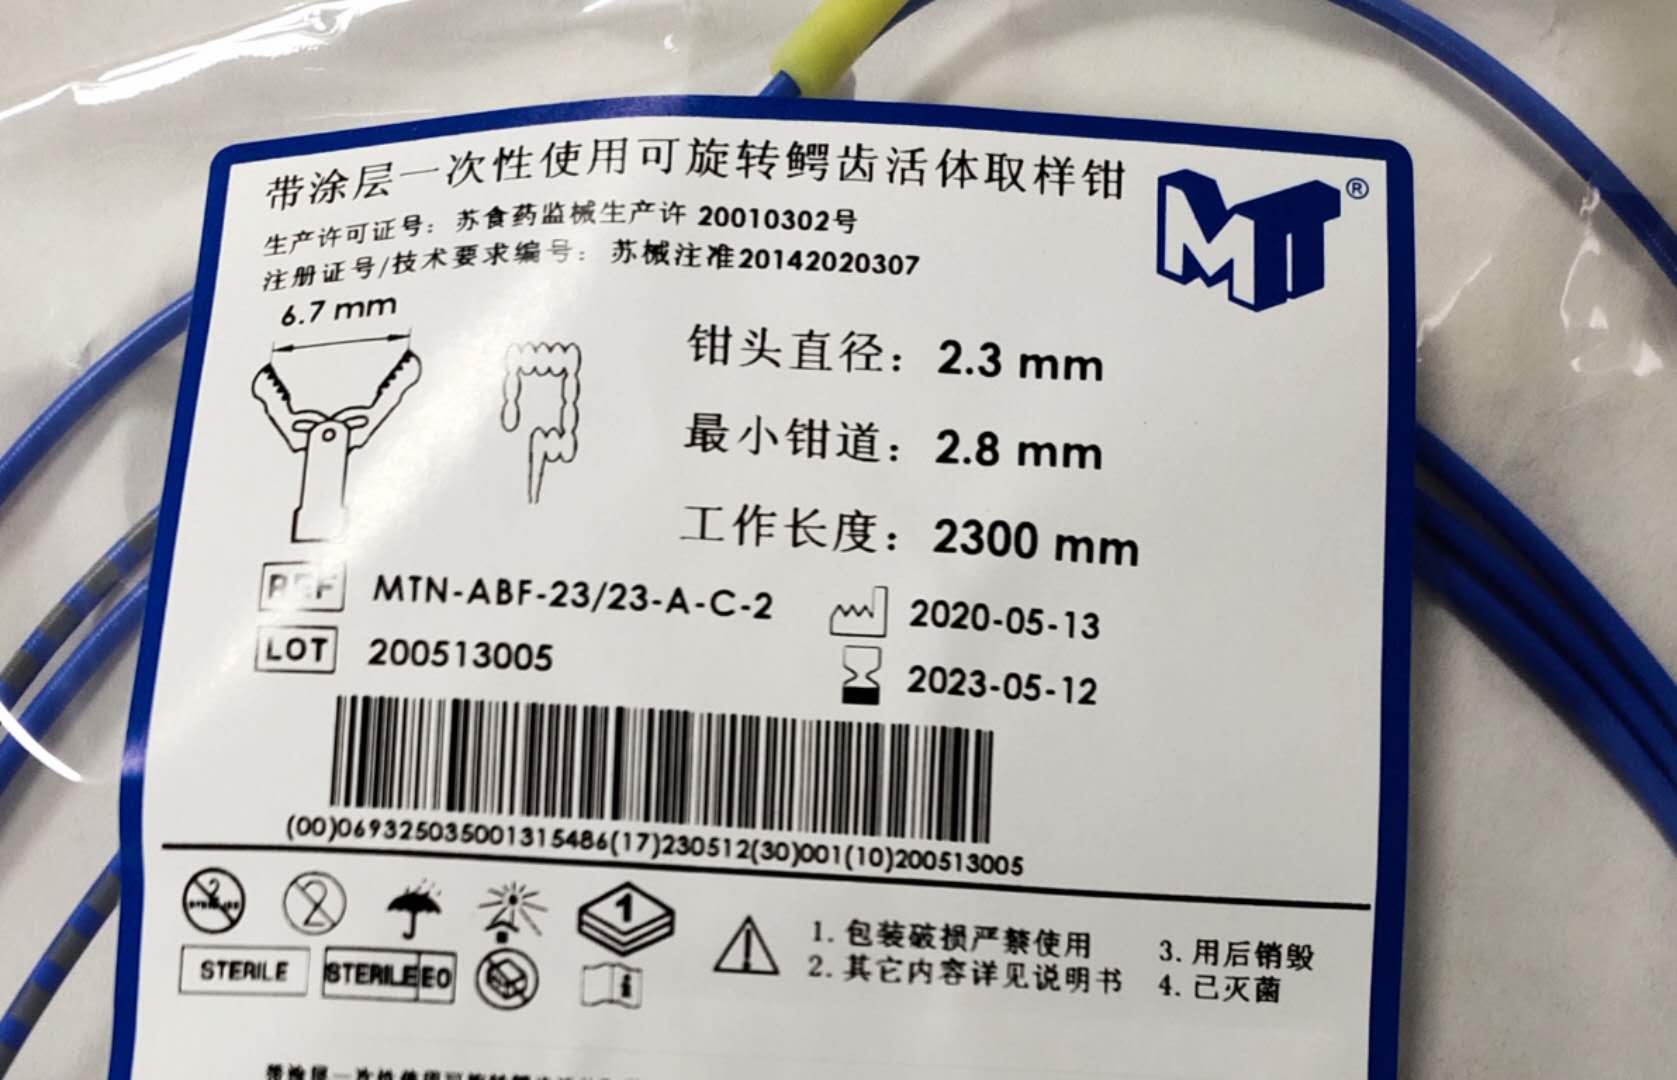 带涂层一次性使用可旋转鳄齿活体取样钳
MT®
生产许可证号：苏食药监械生产许 20010302号
注册证号/技术要求编号：苏械注准20142020307
6.7 mm
钳头直径：2.3 mm
最小钳道：2.8 mm
工作长度：2300 mm
REF MTN-ABF-23/23-A-C-2
2020-05-13
LOT 200513005
2023-05-12
(00)06932503500131​5486(17)230512(30)001(10)200513005
2
2
1
STERILE
STERILE EO
i
1. 包装破损严禁使用
2. 其它内容详见说明书
3. 用后销毁
4. 已灭菌